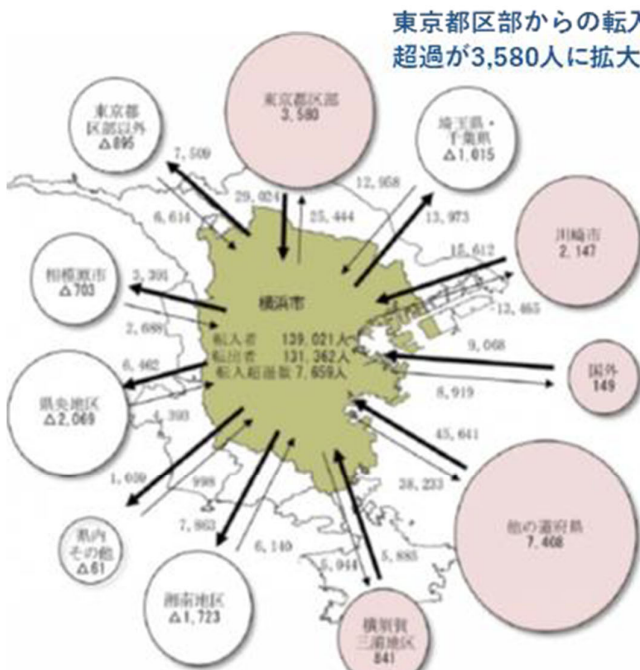 東京都区部からの転入
超過が3,580人に拡大
東京都区部
3,580
東京都
区部以外
△895
埼玉県・
千葉県
△1,015
7,509
6,614
29,024
25,444
12,958
13,973
川崎市
2,147
15,612
13,465
相模原市
△703
3,391
2,688
横浜市
転入者 139,021人
転出者 131,362人
転入超過数 7,659人
9,068
8,919
国外
149
県央地区
△2,069
6,462
4,393
45,641
38,233
他の道府県
7,408
県内
その他
△61
1,059
998
湘南地区
△1,723
7,863
6,140
5,044
5,885
横須賀
三浦地区
841